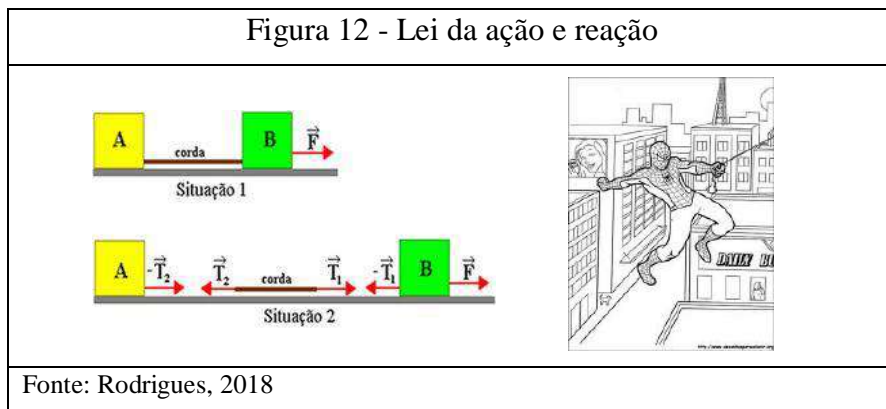 Figura 12 - Lei da ação e reação
A
corda
B
F
Situação 1
A
-T₂
T₂
corda
T₁
-T₁
B
F
Situação 2
DAILY BU
Fonte: Rodrigues, 2018